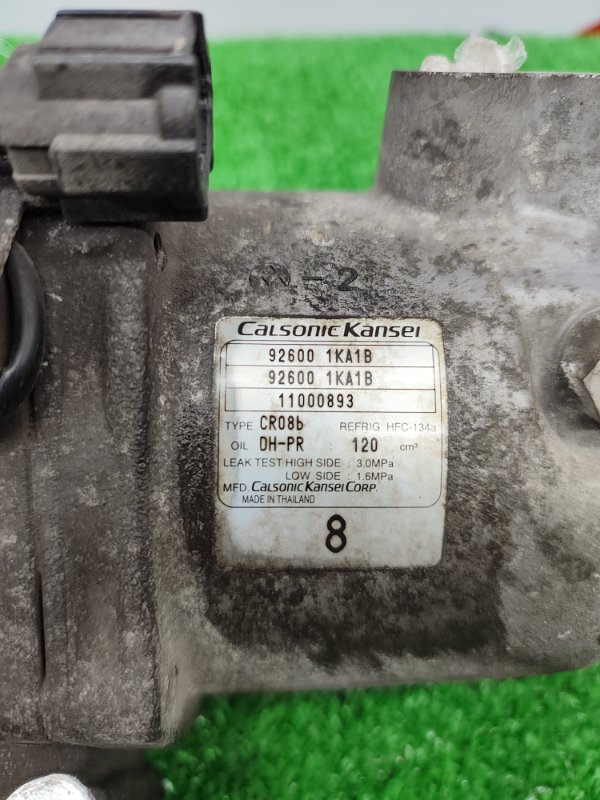 -2
CALSONIC KANSEI
92600 1KA1B
92600 1KA1B
11000893
TYPE CR08b REFRIG HFC-134a
OIL DH-PR : 120 cm³
LEAK TEST HIGH SIDE : 3.0MPa
LOW SIDE : 1.6MPa
MFD. CALSONIC KANSEI CORP.
MADE IN THAILAND
8